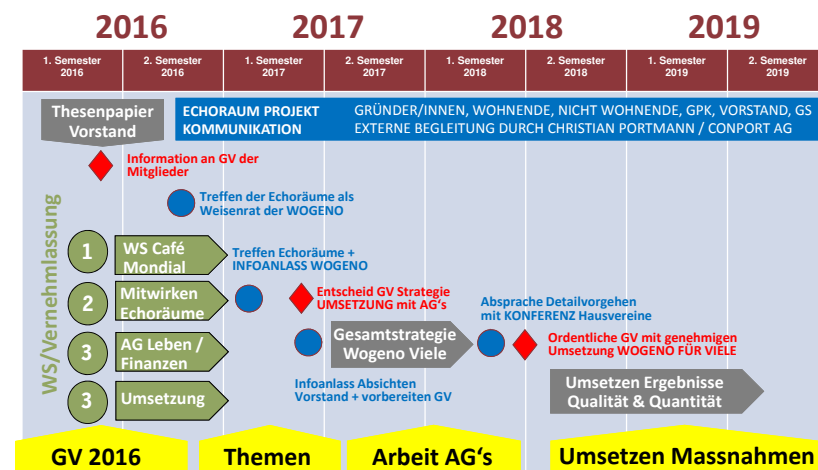 2016
2017
2018
2019
1. Semester
2016
2. Semester
2016
1. Semester
2017
2. Semester
2017
1. Semester
2018
2. Semester
2018
1. Semester
2019
2. Semester
2019
Thesenpapier
Vorstand
ECHORAUM PROJEKT
KOMMUNIKATION
GRÜNDER/INNEN, WOHNENDE, NICHT WOHNENDE, GPK, VORSTAND, GS
EXTERNE BEGLEITUNG DURCH CHRISTIAN PORTMANN / CONPORT AG
Information an GV der
Mitglieder
Treffen der Echoräume als
Weisenrat der WOGENO
WS/Vernehmlassung
1
WS Café
Mondial
Treffen Echoräume +
INFOANLASS WOGENO
2
Mitwirken
Echoräume
Entscheid GV Strategie
UMSETZUNG mit AG's
Absprache Detailvorgehen
mit KONFERENZ Hausvereine
3
AG Leben /
Finanzen
Gesamtstrategie
Wogeno Viele
Ordentliche GV mit genehmigen
Umsetzung WOGENO FÜR VIELE
Infoanlass Absichten
Vorstand + vorbereiten GV
3
Umsetzung
Umsetzen Ergebnisse
Qualität & Quantität
GV 2016
Themen
Arbeit AG‘s
Umsetzen Massnahmen